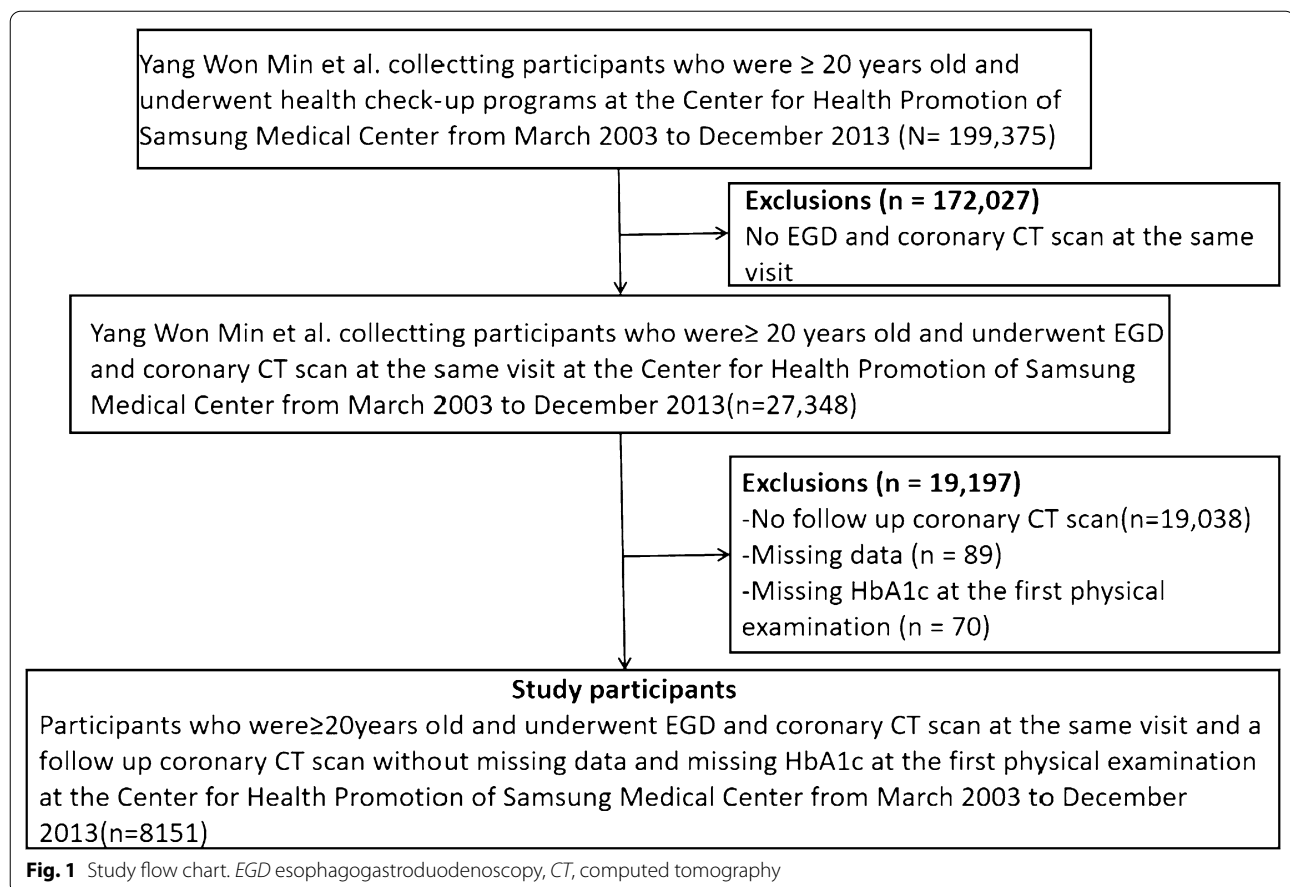 Yang Won Min et al. collectting participants who were ≥ 20 years old and
underwent health check-up programs at the Center for Health Promotion of
Samsung Medical Center from March 2003 to December 2013 (N= 199,375)
Exclusions (n = 172,027)
No EGD and coronary CT scan at the same
visit
Yang Won Min et al. collectting participants who were≥ 20 years old and underwent EGD
and coronary CT scan at the same visit at the Center for Health Promotion of Samsung
Medical Center from March 2003 to December 2013(n=27,348)
Exclusions (n = 19,197)
-No follow up coronary CT scan(n=19,038)
-Missing data (n = 89)
-Missing HbA1c at the first physical
examination (n = 70)
Study participants
Participants who were≥20years old and underwent EGD and coronary CT scan at the same visit and a
follow up coronary CT scan without missing data and missing HbA1c at the first physical examination
at the Center for Health Promotion of Samsung Medical Center from March 2003 to December
2013(n=8151)
Fig. 1 Study flow chart. EGD esophagogastroduodenoscopy, CT, computed tomography